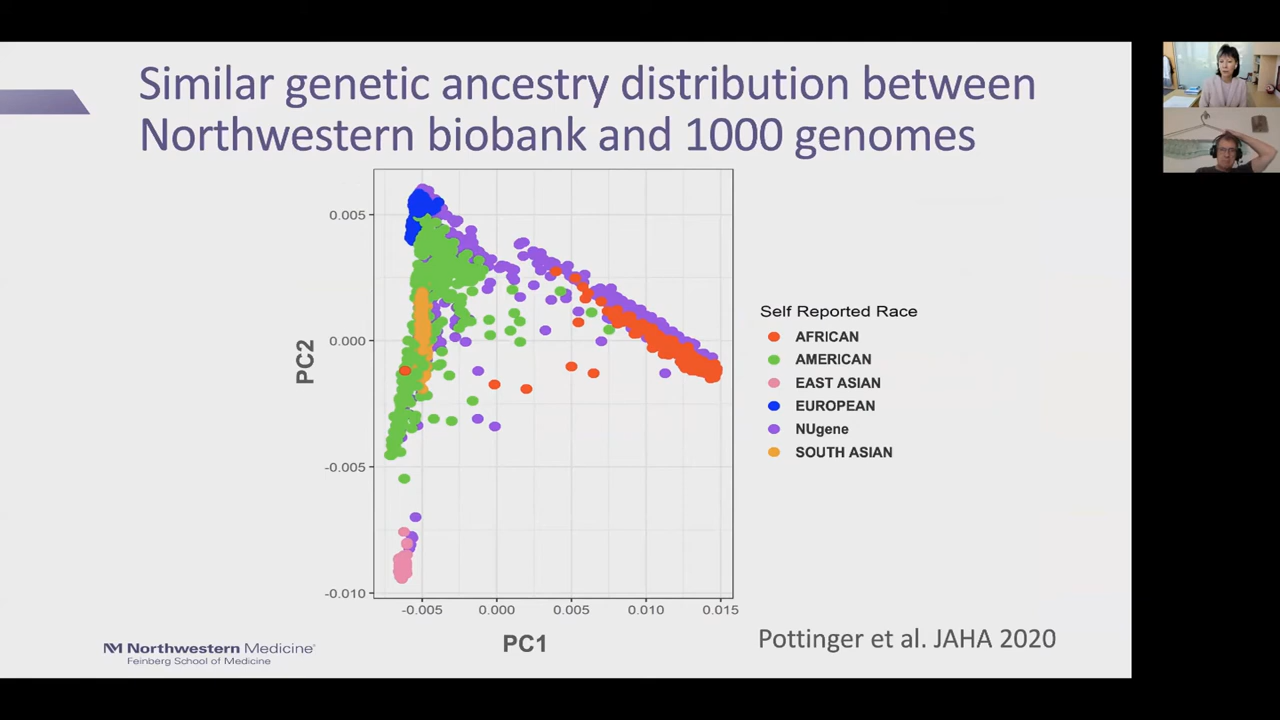 Similar genetic ancestry distribution between
Northwestern biobank and 1000 genomes
0.005
0.000
-0.005
-0.010
PC2
-0.005 0.000 0.005 0.010 0.015
PC1
Self Reported Race
AFRICAN
AMERICAN
EAST ASIAN
EUROPEAN
NUgene
SOUTH ASIAN
Northwestern Medicine®
Feinberg School of Medicine
Pottinger et al. JAHA 2020